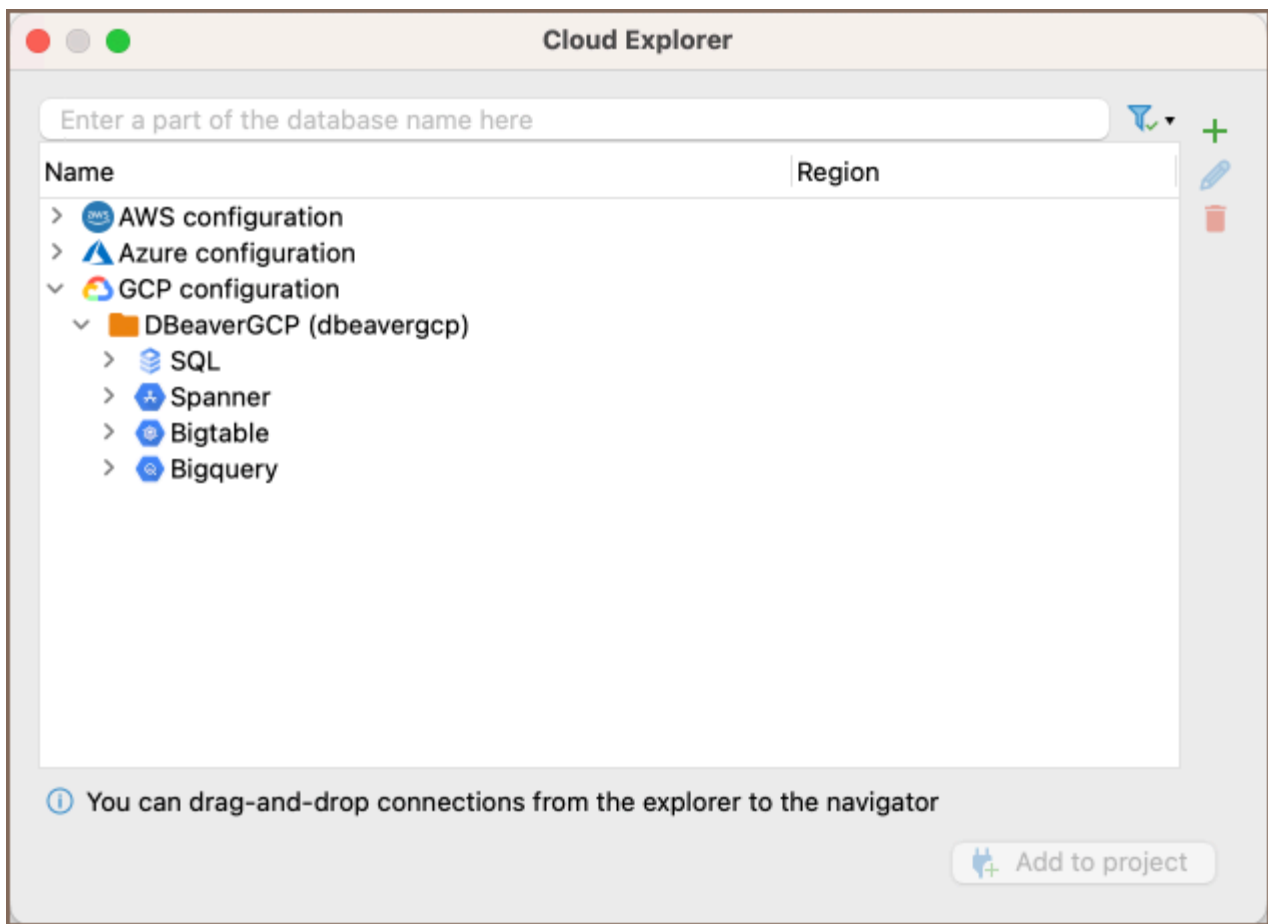 Cloud Explorer
Enter a part of the database name here
Name Region
aws AWS configuration
Azure configuration
GCP configuration
DBeaverGCP (dbeavergcp)
SQL
Spanner
Bigtable
Bigquery
You can drag-and-drop connections from the explorer to the navigator
Add to project